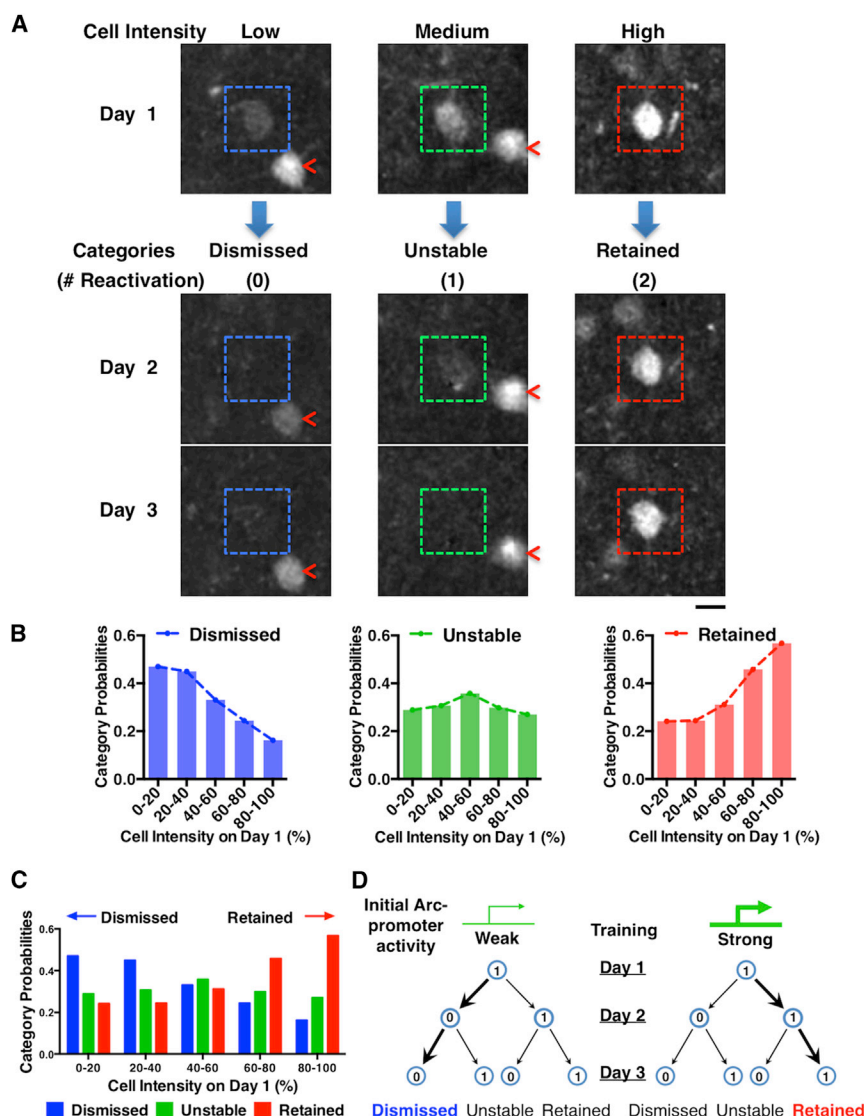 A
Cell Intensity Low Medium High
Day 1
Categories Dismissed Unstable Retained
(# Reactivation) (0) (1) (2)
Day 2
Day 3
B
Dismissed
Category Probabilities
0.6
0.4
0.2
0.0
0-20 20-40 40-60 60-80 80-100
Cell Intensity on Day 1 (%)
Unstable
Category Probabilities
0.6
0.4
0.2
0.0
0-20 20-40 40-60 60-80 80-100
Cell Intensity on Day 1 (%)
Retained
Category Probabilities
0.6
0.4
0.2
0.0
0-20 20-40 40-60 60-80 80-100
Cell Intensity on Day 1 (%)
C
Dismissed Retained
Category Probabilities
0.6
0.4
0.2
0.0
0-20 20-40 40-60 60-80 80-100
Cell Intensity on Day 1 (%)
Dismissed Unstable Retained
D
Initial Arc-
promoter
activity
Weak Training Strong
Day 1
1 1
Day 2
0 1 0 1
Day 3
0 1 0 1 0 1 0 1
Dismissed Unstable Retained Dismissed Unstable Retained